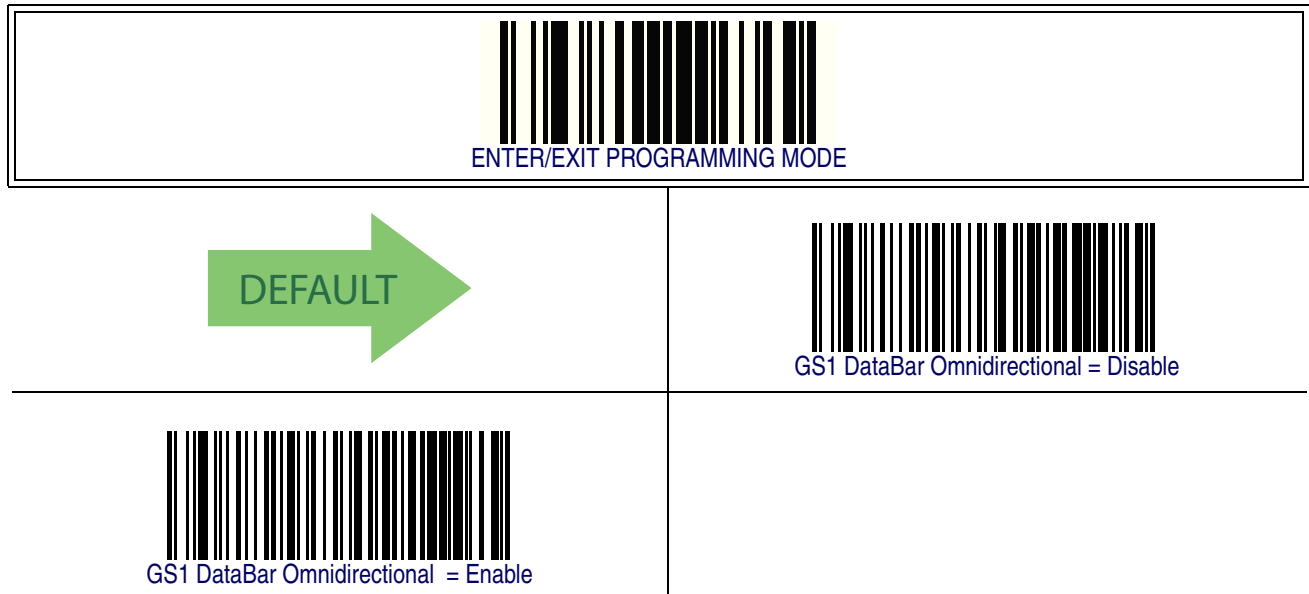 ENTER/EXIT PROGRAMMING MODE
DEFAULT
GS1 DataBar Omnidirectional = Disable
GS1 DataBar Omnidirectional = Enable